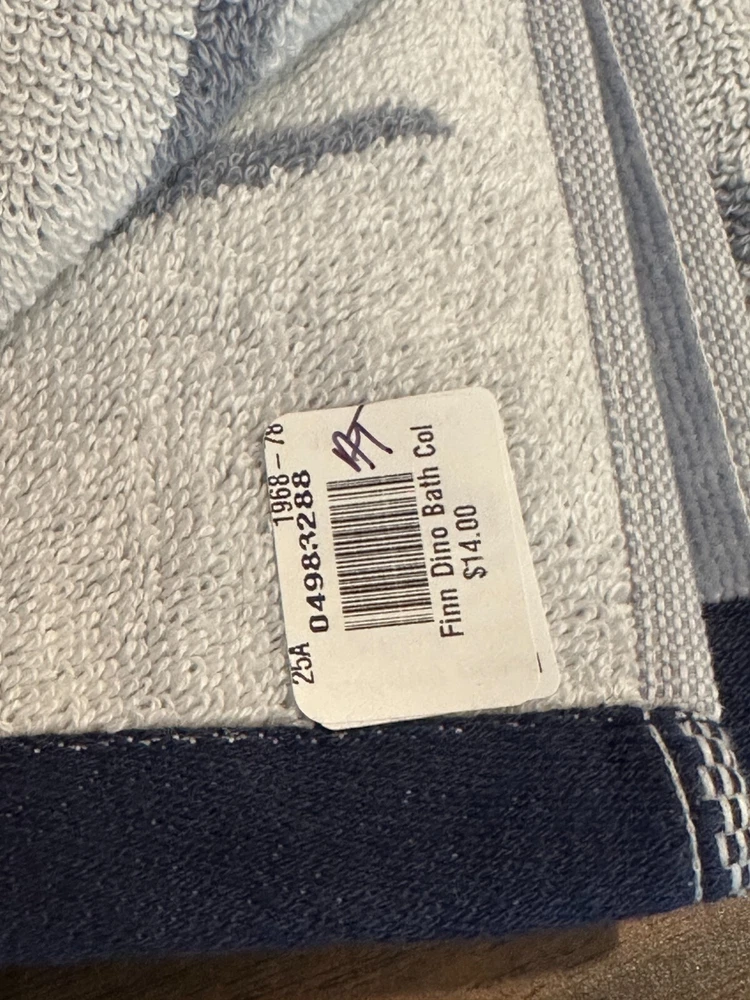 25A 1968-78
04983288
Finn Dino Bath Col
$14.00